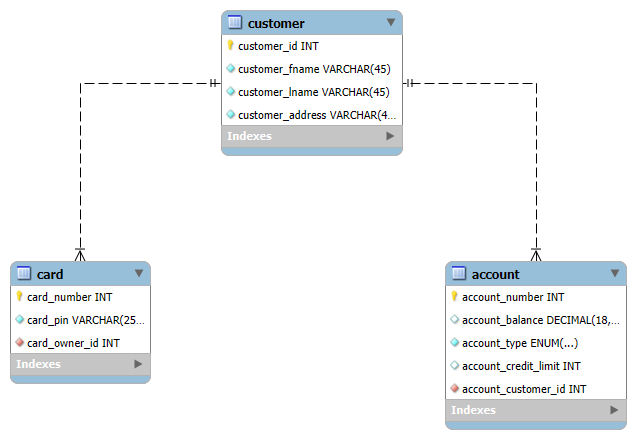 customer
customer_id INT
customer_fname VARCHAR(45)
customer_lname VARCHAR(45)
customer_address VARCHAR(4...
Indexes
card
card_number INT
card_pin VARCHAR(25...
card_owner_id INT
Indexes
account
account_number INT
account_balance DECIMAL(18,...
account_type ENUM(...)
account_credit_limit INT
account_customer_id INT
Indexes